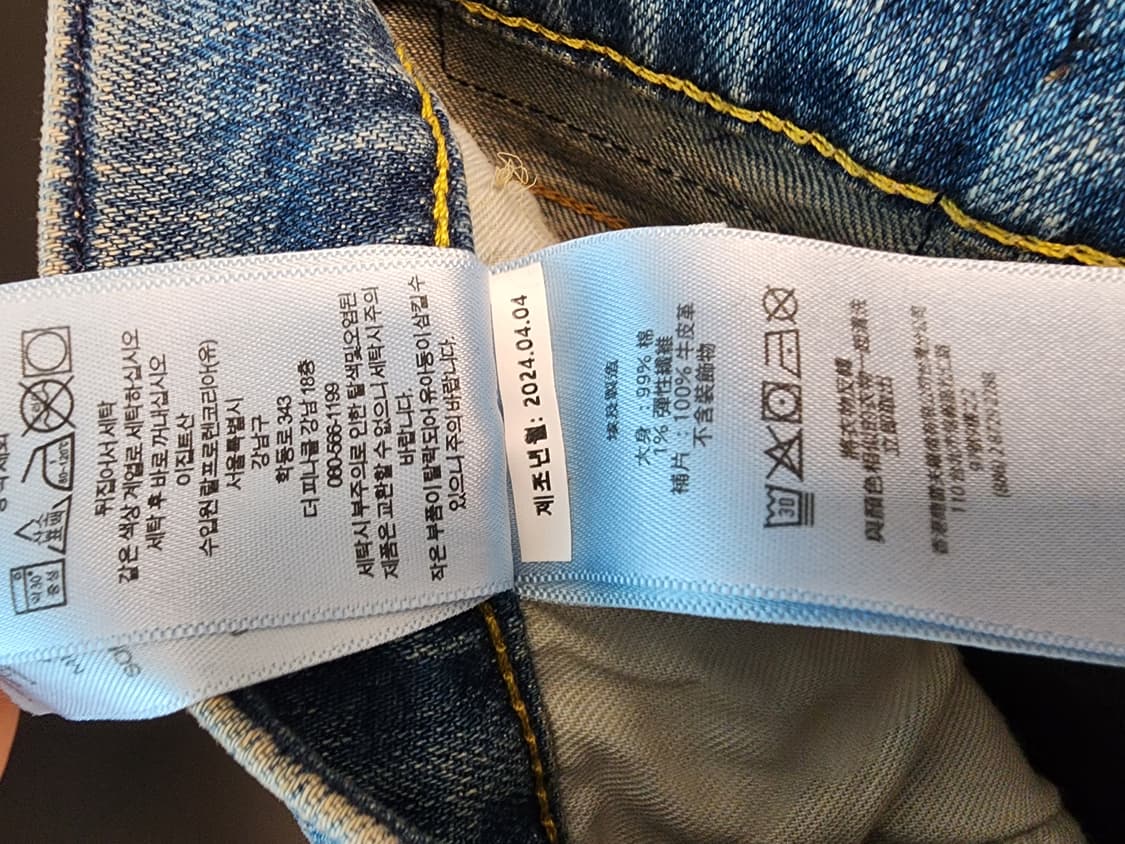 뒤집어서 세탁
같은 색상 계열로 세탁하십시오
세탁 후 바로 꺼내십시오
이집트산
수입원 랄프로렌코리아(유)
서울특별시
강남구
학동로 343
더 피나클 강남 18층
080-566-1199
세탁시 부주의로 인한 탈색및오염된
제품은 교환할 수 없으니 세탁시 주의
바랍니다.
작은 부품이 탈락되어 유아동이 삼킬수
있으니 주의 바랍니다.
제조년월: 2024.04.04
埃及製造
大身 : 99% 棉
1% 彈性纖維
補片 : 100% 牛皮革
不含裝飾物
30
將衣物反轉
與顏色相似的衣物一起清洗
立即取出